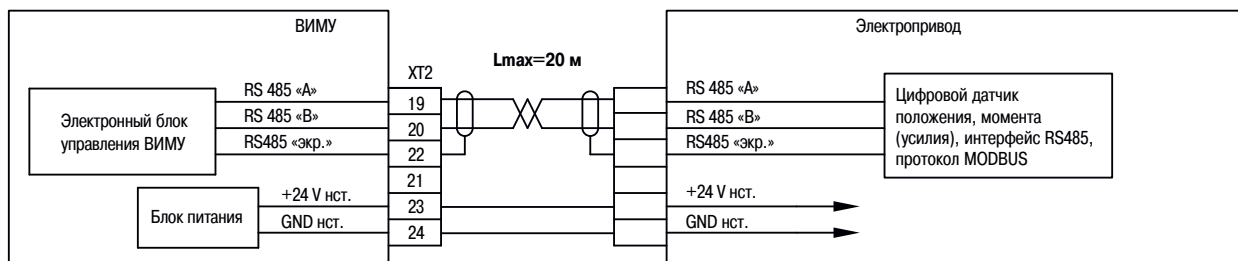 ВИМУ
Электропривод
Lmax=20 м
XT2
RS 485 «А»
RS 485 «В»
RS485 «экр.»
19
20
22
21
23
24
Электронный блок
управления ВИМУ
Блок питания
+24 V нст.
GND нст.
RS 485 «А»
RS 485 «В»
RS485 «экр.»
+24 V нст.
GND нст.
Цифровой датчик
положения, момента
(усилия), интерфейс RS485,
протокол MODBUS